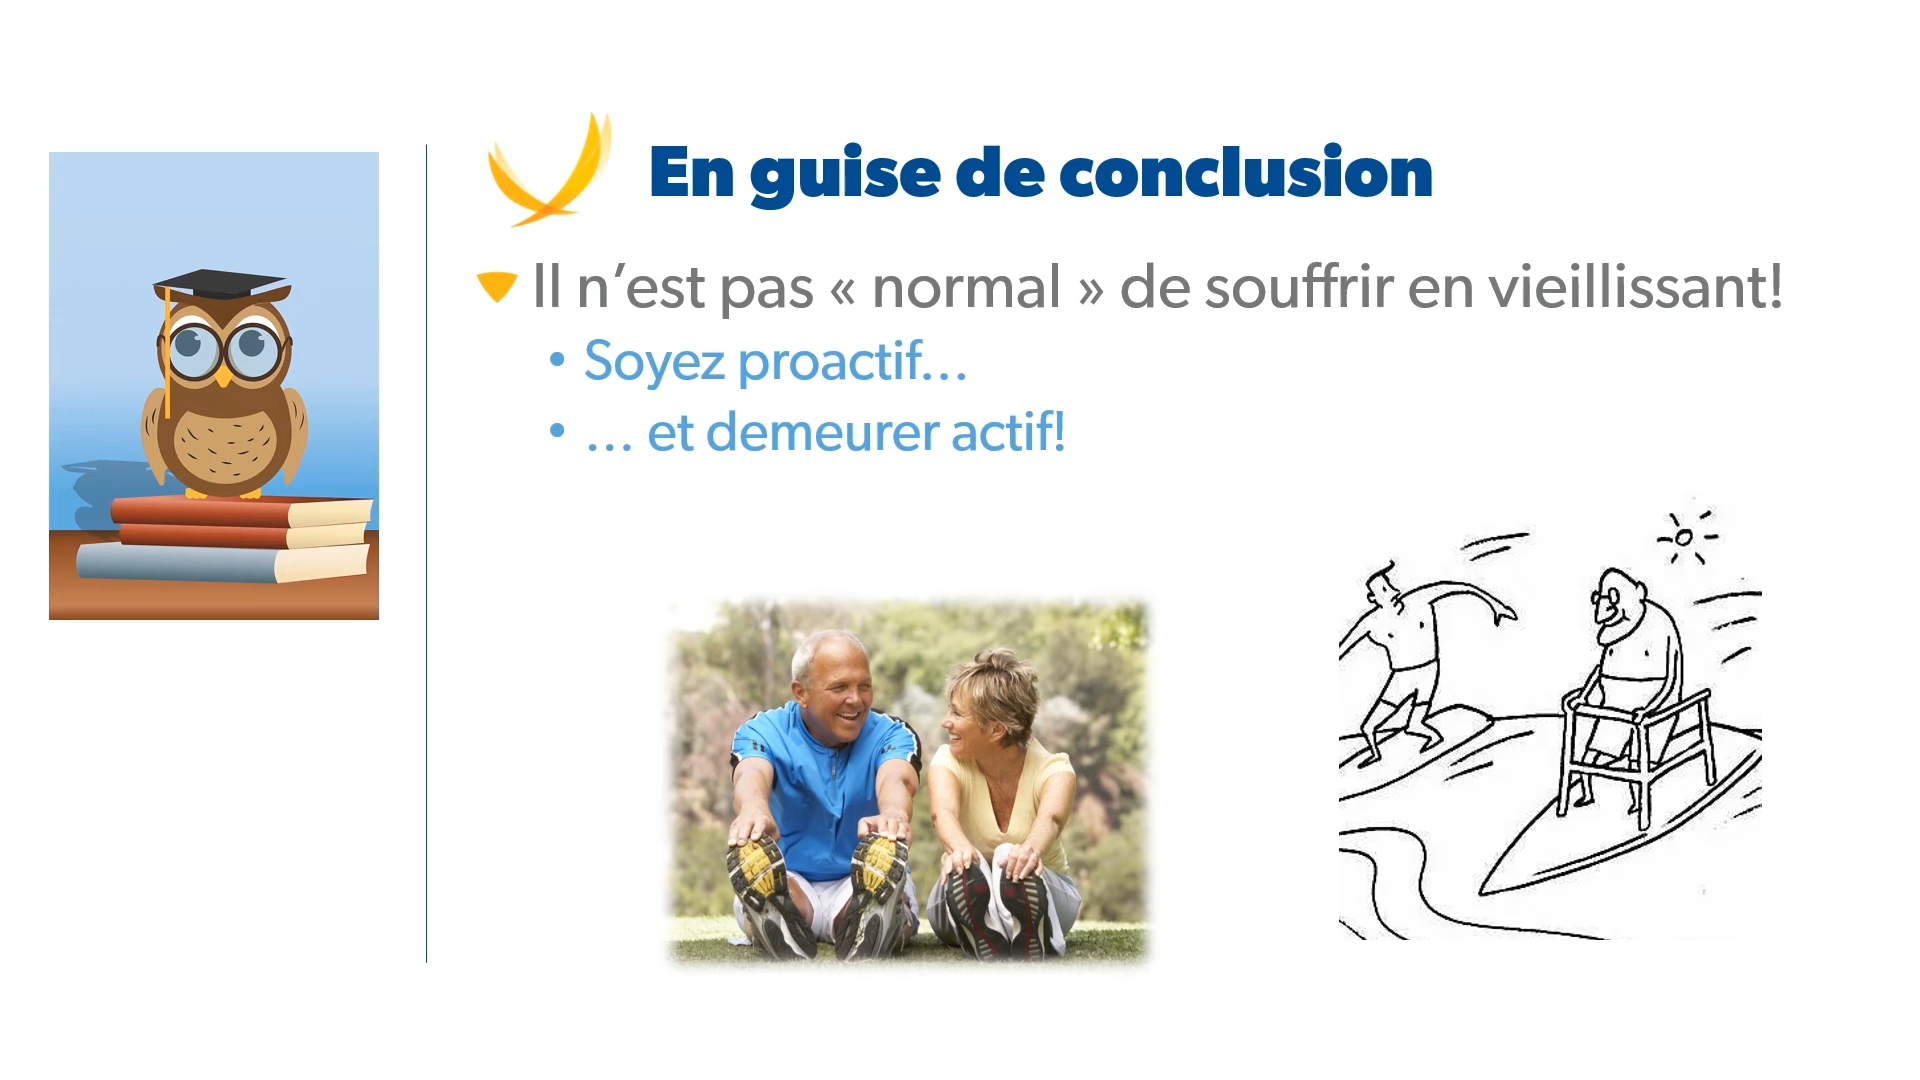 En guise de conclusion
Il n’est pas « normal » de souffrir en vieillissant!
• Soyez proactif…
• … et demeurer actif!